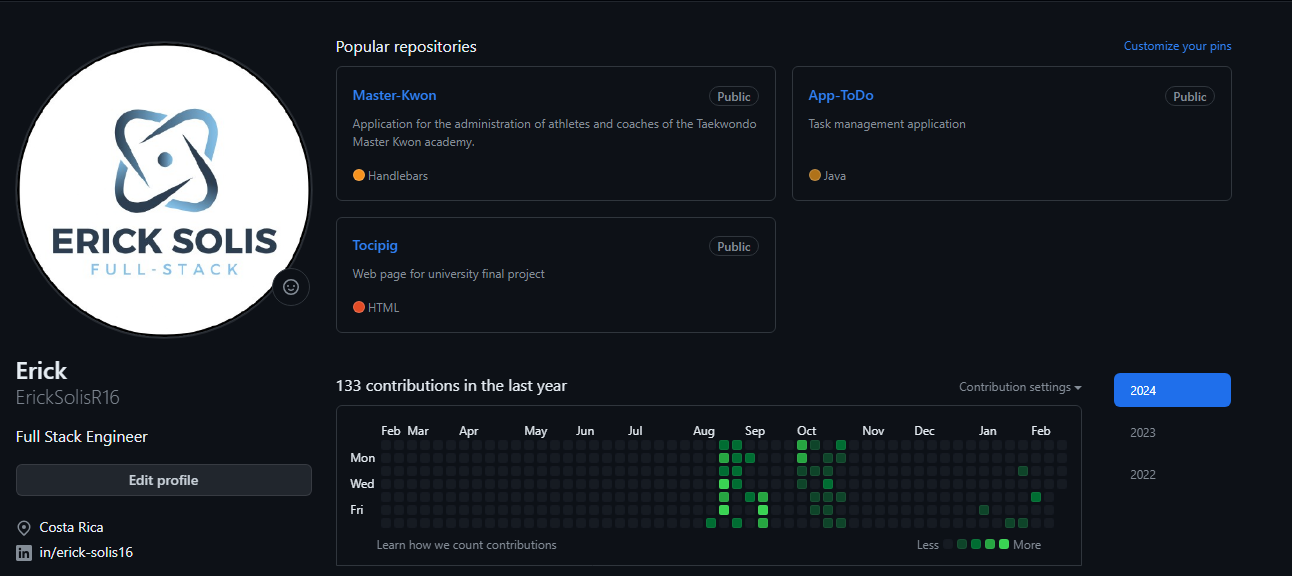 Popular repositories
Customize your pins
Master-Kwon
Public
Application for the administration of athletes and coaches of the Taekwondo
Master Kwon academy.
Handlebars
App-ToDo
Public
Task management application
Java
Tocipig
Public
Web page for university final project
HTML
ERICK SOLIS
FULL-STACK
Erick
ErickSolisR16
Full Stack Engineer
Edit profile
Costa Rica
in/erick-solis16
133 contributions in the last year
Contribution settings
2024
2023
2022
Feb Mar Apr May Jun Jul Aug Sep Oct Nov Dec Jan Feb
Mon
Wed
Fri
Learn how we count contributions
Less More